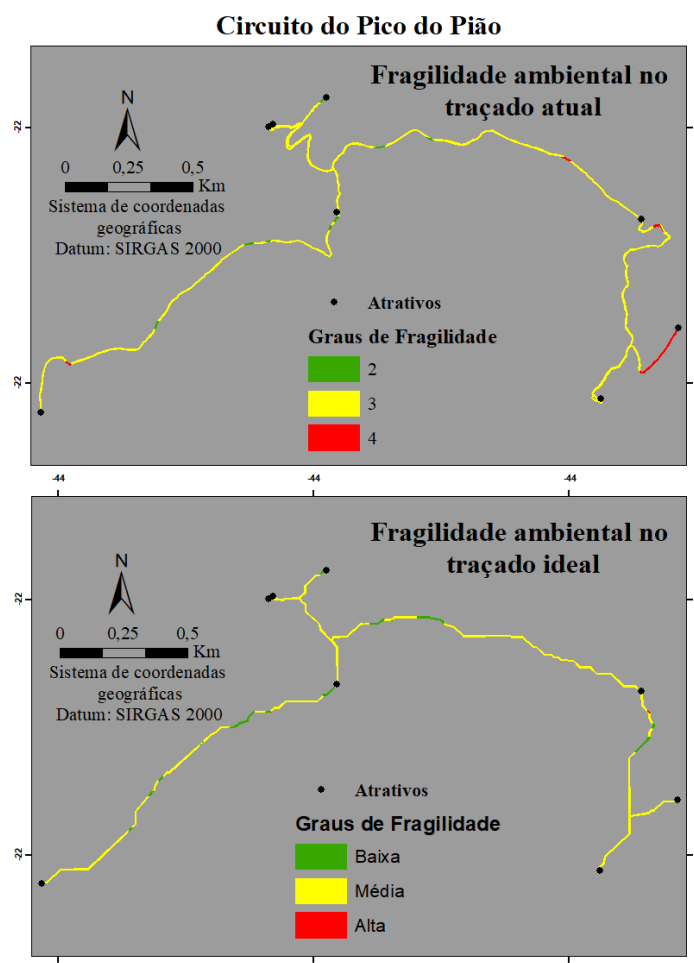 Circuito do Pico do Pião
Fragilidade ambiental no
traçado atual
N
0 0,25 0,5
Km
Sistema de coordenadas
geográficas
Datum: SIRGAS 2000
-22
-22
Atrativos
Graus de Fragilidade
2
3
4
-44 -44 -44
Fragilidade ambiental no
traçado ideal
N
0 0,25 0,5
Km
Sistema de coordenadas
geográficas
Datum: SIRGAS 2000
-22
-22
Atrativos
Graus de Fragilidade
Baixa
Média
Alta